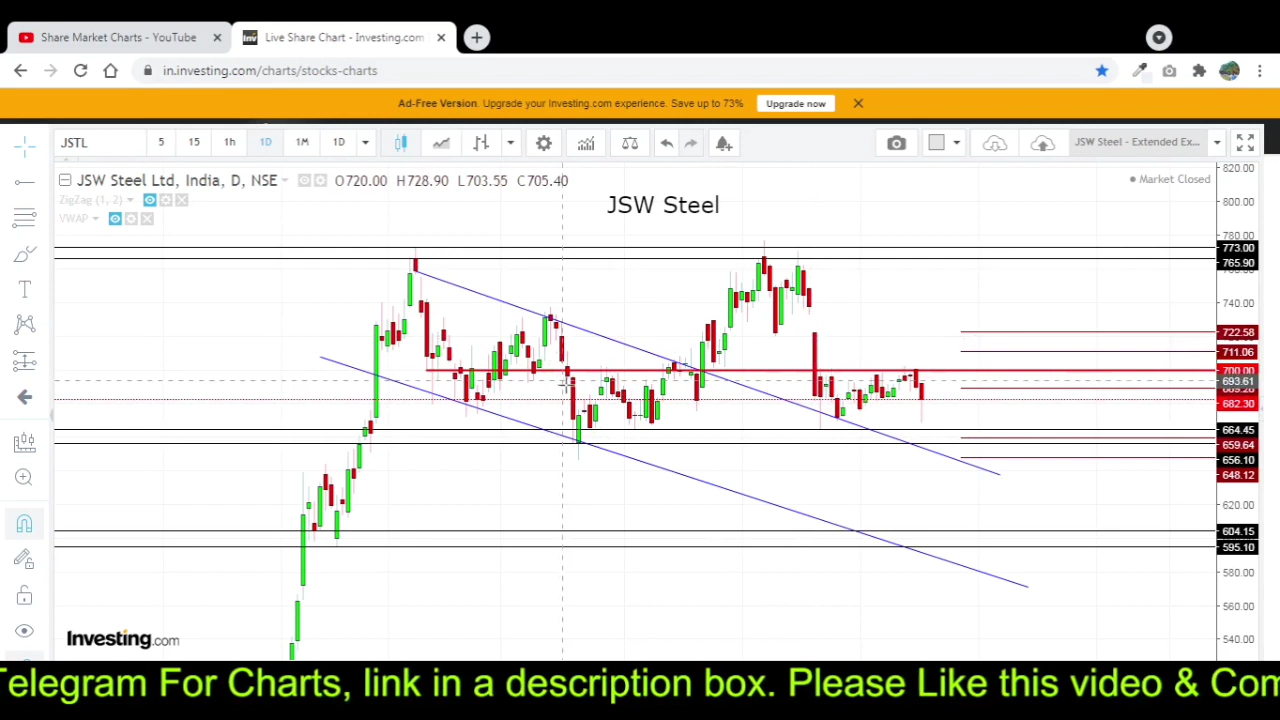 Share Market Charts - YouTube
Live Share Chart - Investing.com
in.investing.com/charts/stocks-charts
Ad-Free Version. Upgrade your Investing.com experience. Save up to 73%
Upgrade now
JSTL
5 15 1h 1D 1M 1D
JSW Steel - Extended Ex...
JSW Steel Ltd, India, D, NSE O720.00 H728.90 L703.55 C705.40
ZigZag (1, 2)
VWAP
JSW Steel
Market Closed
820.00
800.00
780.00
773.00
765.90
740.00
722.58
711.06
700.00
693.61
682.30
664.45
659.64
656.10
648.12
620.00
604.15
595.10
580.00
560.00
540.00
Investing.com
Telegram For Charts, link in a description box. Please Like this video & Com